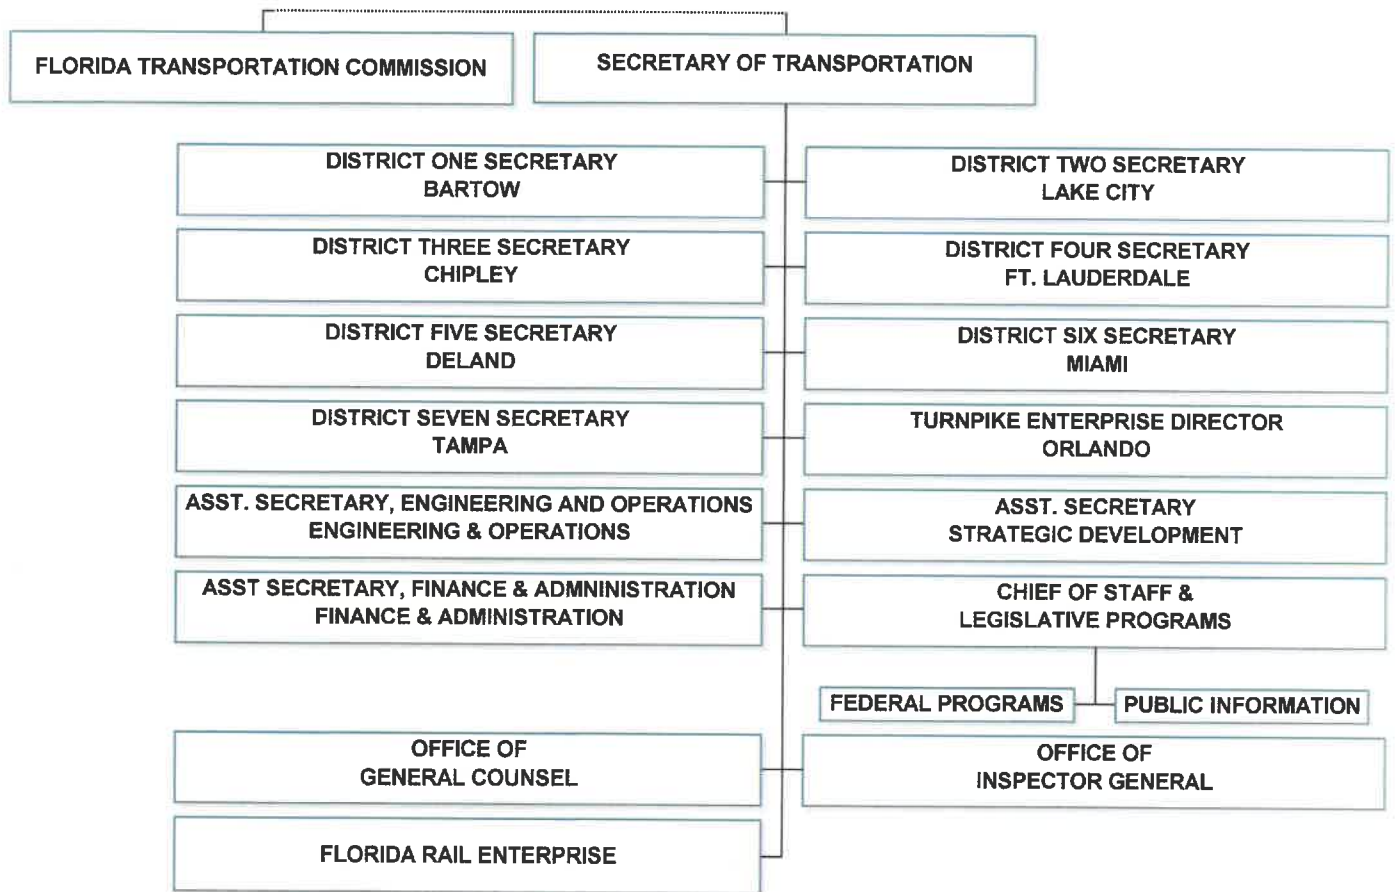 FLORIDA TRANSPORTATION COMMISSION
SECRETARY OF TRANSPORTATION
DISTRICT ONE SECRETARY
BARTOW
DISTRICT TWO SECRETARY
LAKE CITY
DISTRICT THREE SECRETARY
CHIPLEY
DISTRICT FOUR SECRETARY
FT. LAUDERDALE
DISTRICT FIVE SECRETARY
DELAND
DISTRICT SIX SECRETARY
MIAMI
DISTRICT SEVEN SECRETARY
TAMPA
TURNPIKE ENTERPRISE DIRECTOR
ORLANDO
ASST. SECRETARY, ENGINEERING AND OPERATIONS
ENGINEERING & OPERATIONS
ASST. SECRETARY
STRATEGIC DEVELOPMENT
ASST SECRETARY, FINANCE & ADMNINISTRATION
FINANCE & ADMINISTRATION
CHIEF OF STAFF &
LEGISLATIVE PROGRAMS
FEDERAL PROGRAMS
PUBLIC INFORMATION
OFFICE OF
GENERAL COUNSEL
OFFICE OF
INSPECTOR GENERAL
FLORIDA RAIL ENTERPRISE